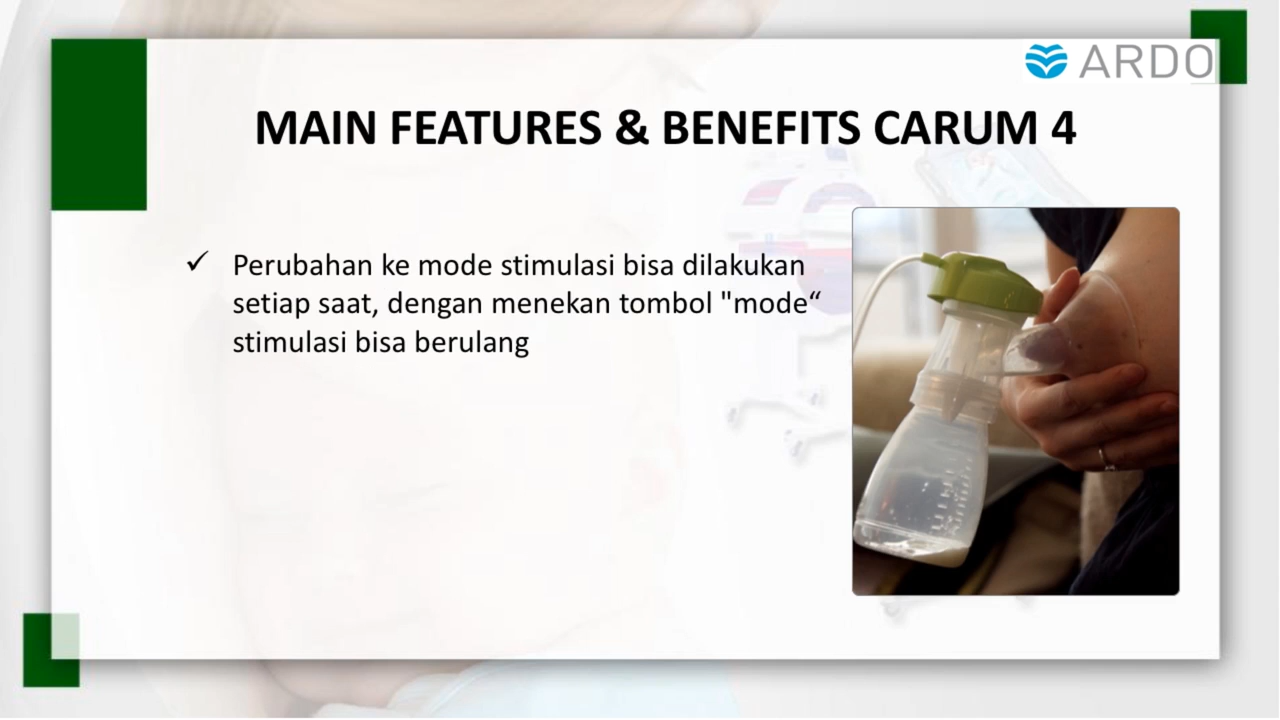 ARDO
MAIN FEATURES & BENEFITS CARUM 4
✓ Perubahan ke mode stimulasi bisa dilakukan
setiap saat, dengan menekan tombol "mode“
stimulasi bisa berulang